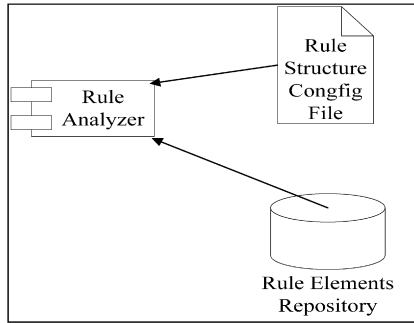 Rule
Structure
Congfig
File
Rule
Analyzer
Rule Elements
Repository